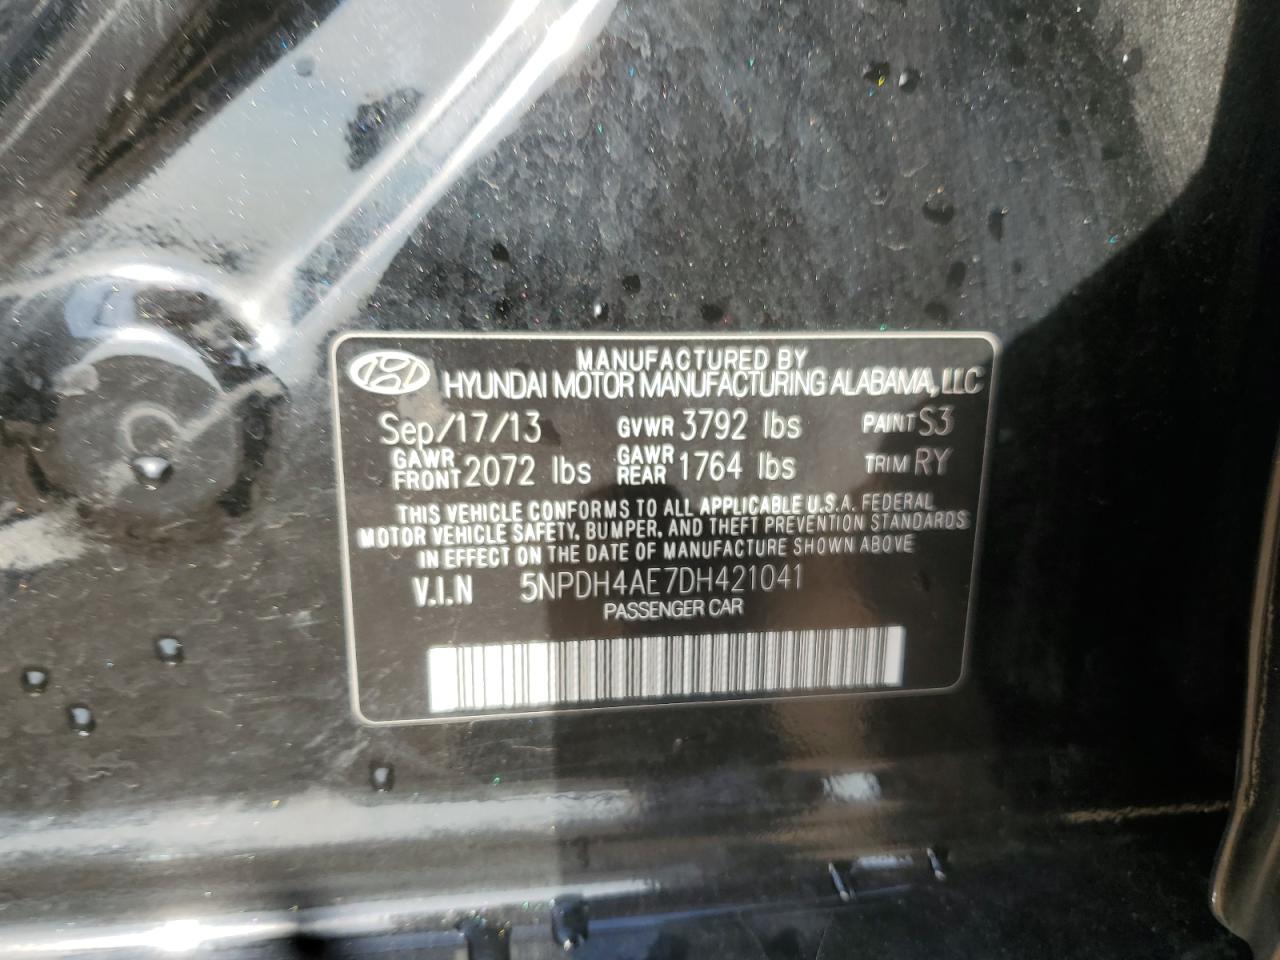 MANUFACTURED BY
HYUNDAI MOTOR MANUFACTURING ALABAMA, LLC
Sep/17/13 GVWR 3792 lbs PAINT S3
GAWR FRONT 2072 lbs GAWR REAR 1764 lbs TRIM RY
THIS VEHICLE CONFORMS TO ALL APPLICABLE U.S.A. FEDERAL
MOTOR VEHICLE SAFETY, BUMPER, AND THEFT PREVENTION STANDARDS
IN EFFECT ON THE DATE OF MANUFACTURE SHOWN ABOVE
V.I.N 5NPDH4AE7DH421041
PASSENGER CAR